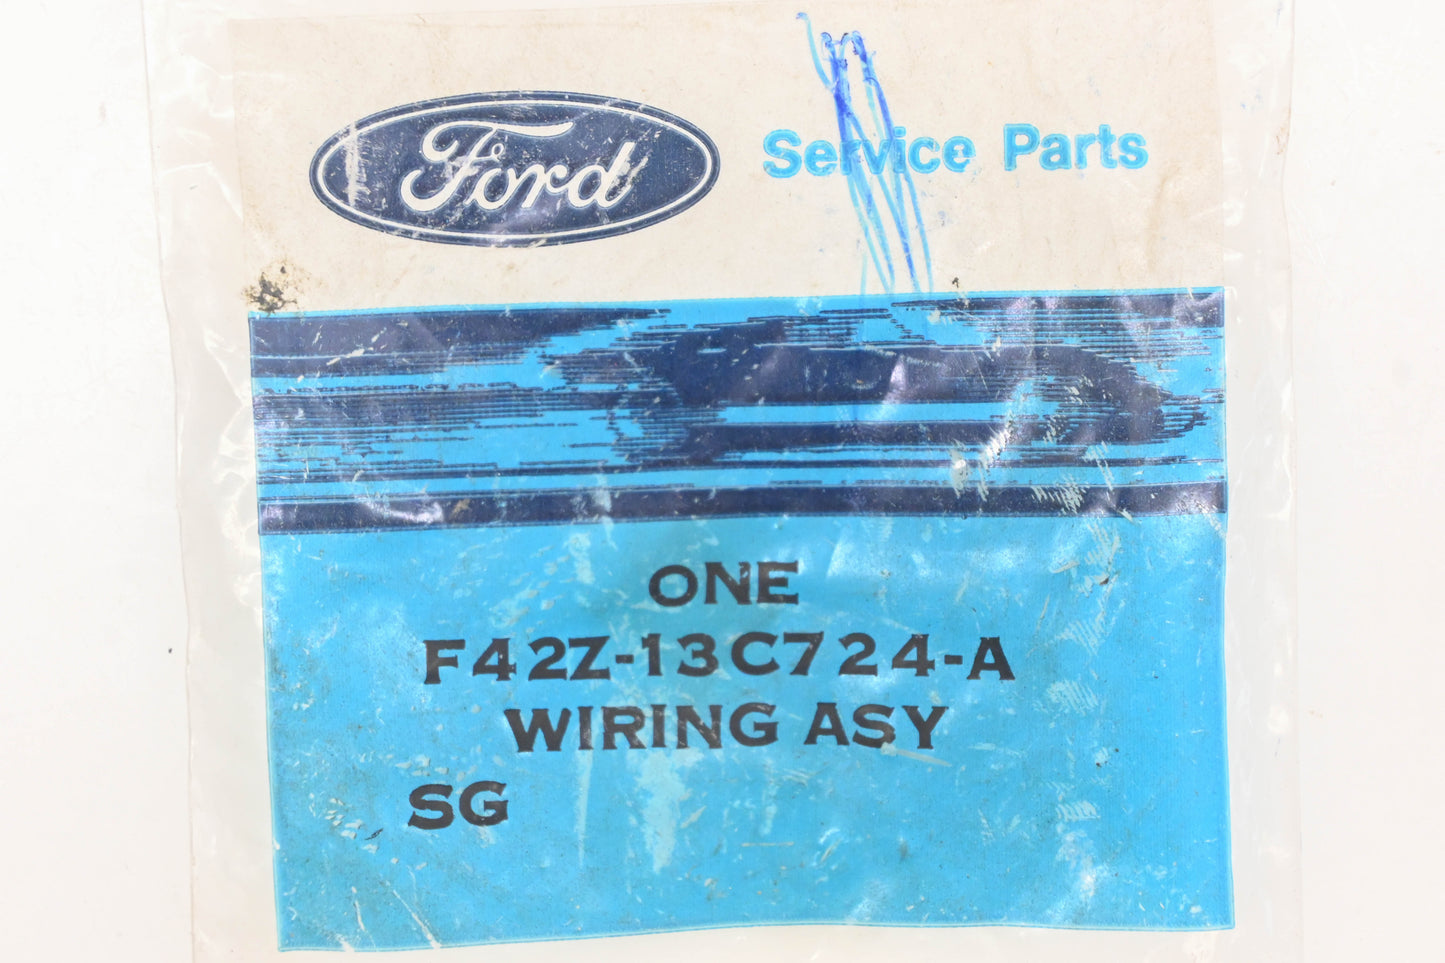 Ford Service Parts
ONE
F42Z-13C724-A
WIRING ASY
SG